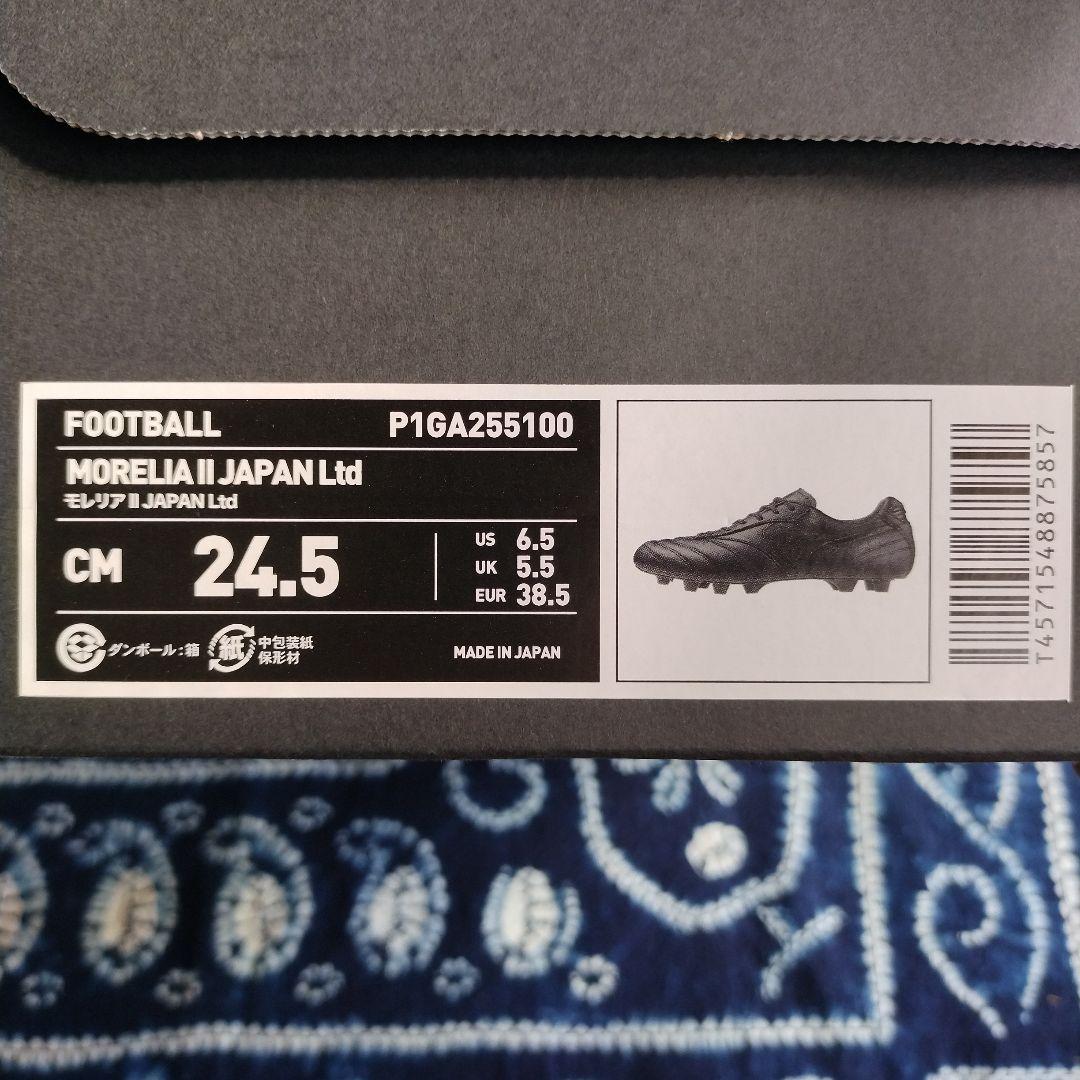 FOOTBALL P1GA255100
MORELIA II JAPAN Ltd
モレリア II JAPAN Ltd
CM 24.5
US 6.5
UK 5.5
EUR 38.5
ダンボール:箱
紙 中包装紙
保形材
MADE IN JAPAN
T4571548875857